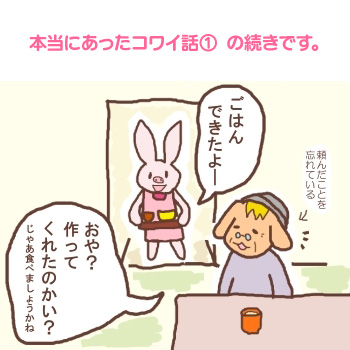 本当にあったコワイ話① の続きです。
ごはん
できたよー
頼んだことを
忘れている
おや?
作って
くれたのかい?
じゃあ食べましょうかね